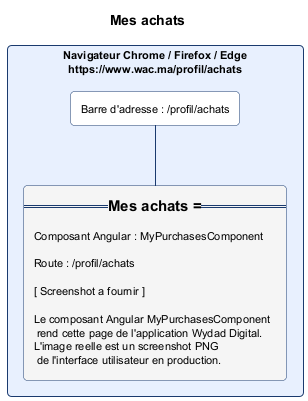 Mes achats
Navigateur Chrome / Firefox / Edge
https://www.wac.ma/profil/achats
Barre d'adresse : /profil/achats
Mes achats =
Composant Angular : MyPurchasesComponent
Route : /profil/achats
[ Screenshot a fournir ]
Le composant Angular MyPurchasesComponent
rend cette page de l'application Wydad Digital.
L'image reelle est un screenshot PNG
de l'interface utilisateur en production.